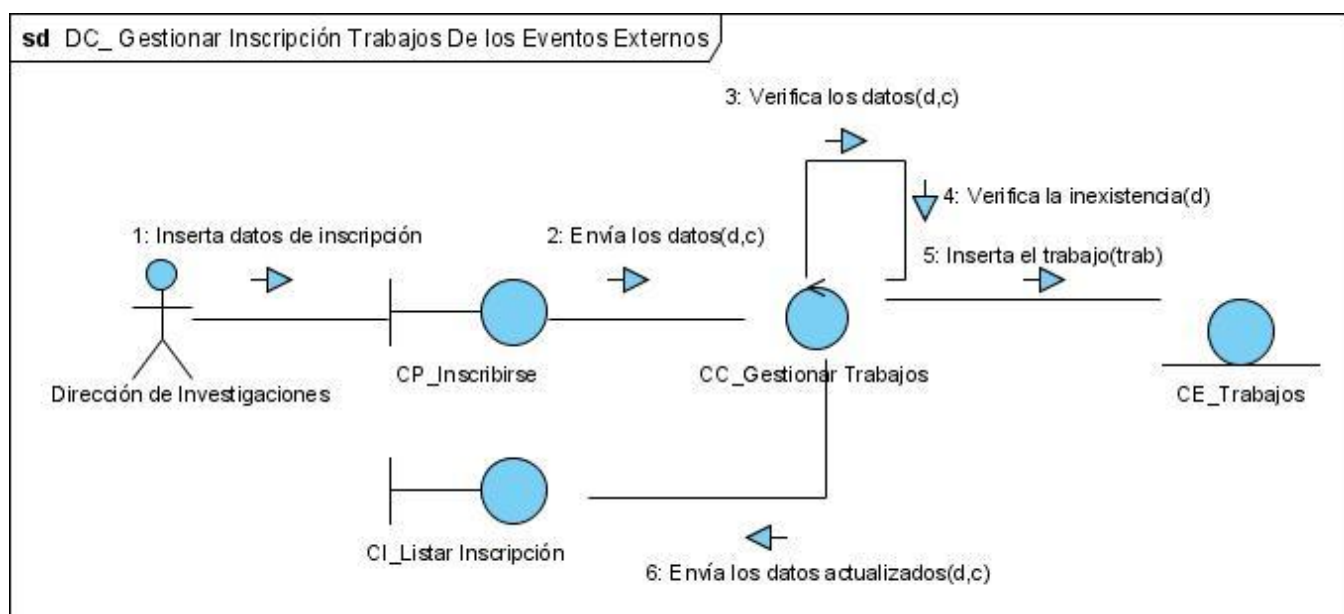 sd DC_ Gestionar Inscripción Trabajos De los Eventos Externos
3: Verifica los datos(d,c)
4: Verifica la inexistencia(d)
1: Inserta datos de inscripción
2: Envía los datos(d,c)
5: Inserta el trabajo(trab)
Dirección de Investigaciones
CP_Inscribirse
CC_Gestionar Trabajos
CE_Trabajos
CI_Listar Inscripción
6: Envía los datos actualizados(d,c)